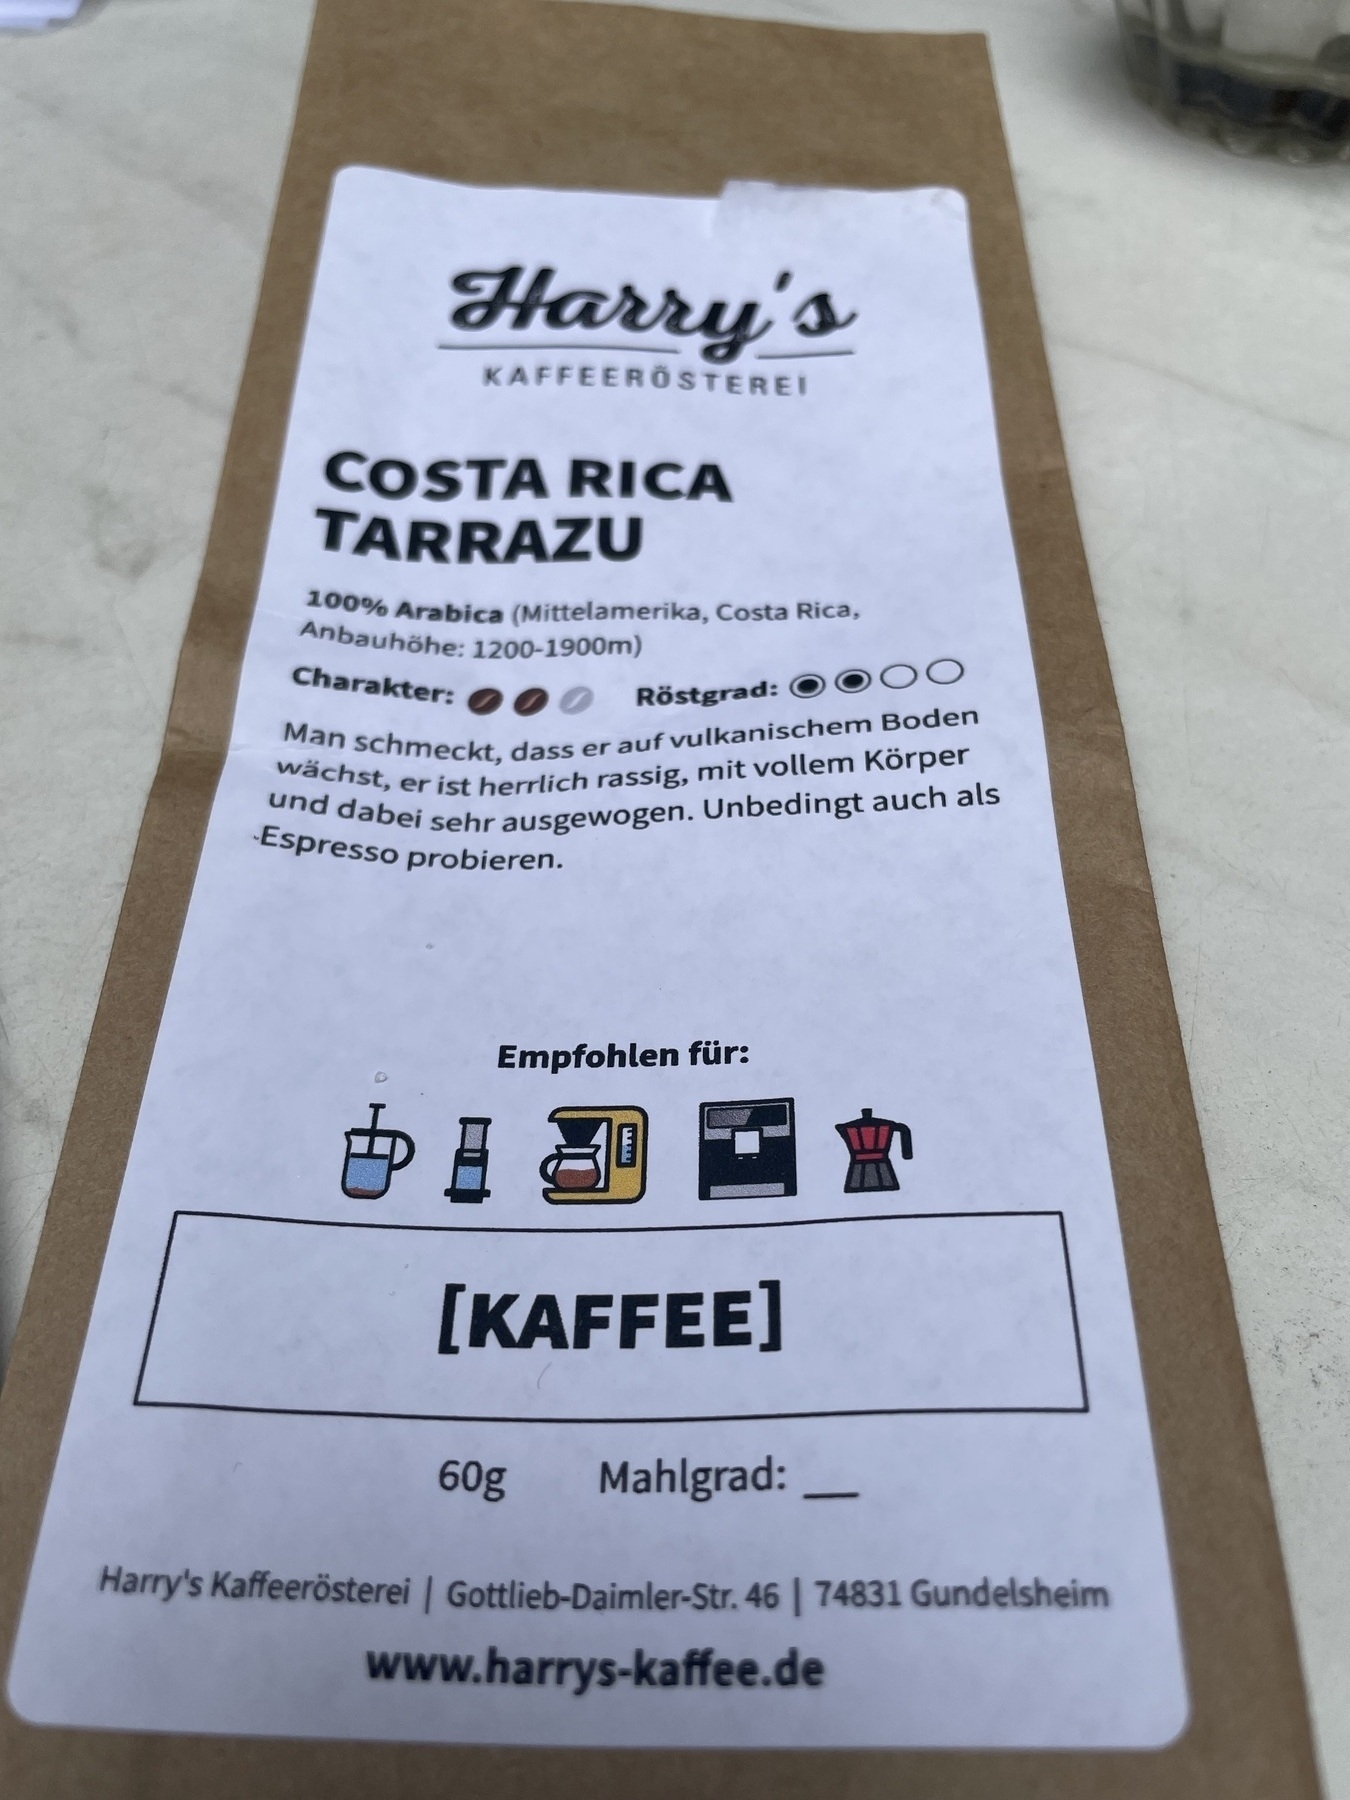 Harry's
KAFFEERÖSTEREI
COSTA RICA
TARRAZU
100% Arabica (Mittelamerika, Costa Rica,
Anbauhöhe: 1200-1900m)
Charakter: Röstgrad:
Man schmeckt, dass er auf vulkanischem Boden
wächst, er ist herrlich rassig, mit vollem Körper
und dabei sehr ausgewogen. Unbedingt auch als
Espresso probieren.
Empfohlen für:
[KAFFEE]
60g Mahlgrad: __
Harry's Kaffeerösterei | Gottlieb-Daimler-Str. 46 | 74831 Gundelsheim
www.harrys-kaffee.de